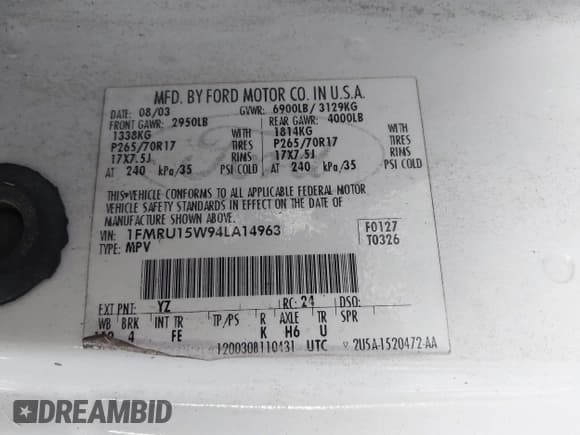 MFD. BY FORD MOTOR CO. IN U.S.A.
DATE: 08/03 GVWR: 6900LB/ 3129KG
FRONT GAWR: 2950LB REAR GAWR: 4000LB
1338KG WITH 1814KG WITH
P265/70R17 TIRES P265/70R17 TIRES
17X7.5J RIMS 17X7.5J RIMS
AT 240 kPa/35 PSI COLD AT 240 kPa/35 PSI COLD
THIS VEHICLE CONFORMS TO ALL APPLICABLE FEDERAL MOTOR
VEHICLE SAFETY STANDARDS IN EFFECT ON THE DATE OF MANUFACTURE SHOWN ABOVE.
VIN: 1FMRU15W94LA14963 F0127
TYPE: MPV T0326
EXT PNT: YZ RC: 24 DSO:
WB BRK INT TR TP/PS R AXLE TR SPR
4 FE K H6 U
UTC 2U5A-1520472-AA
DREAMBID